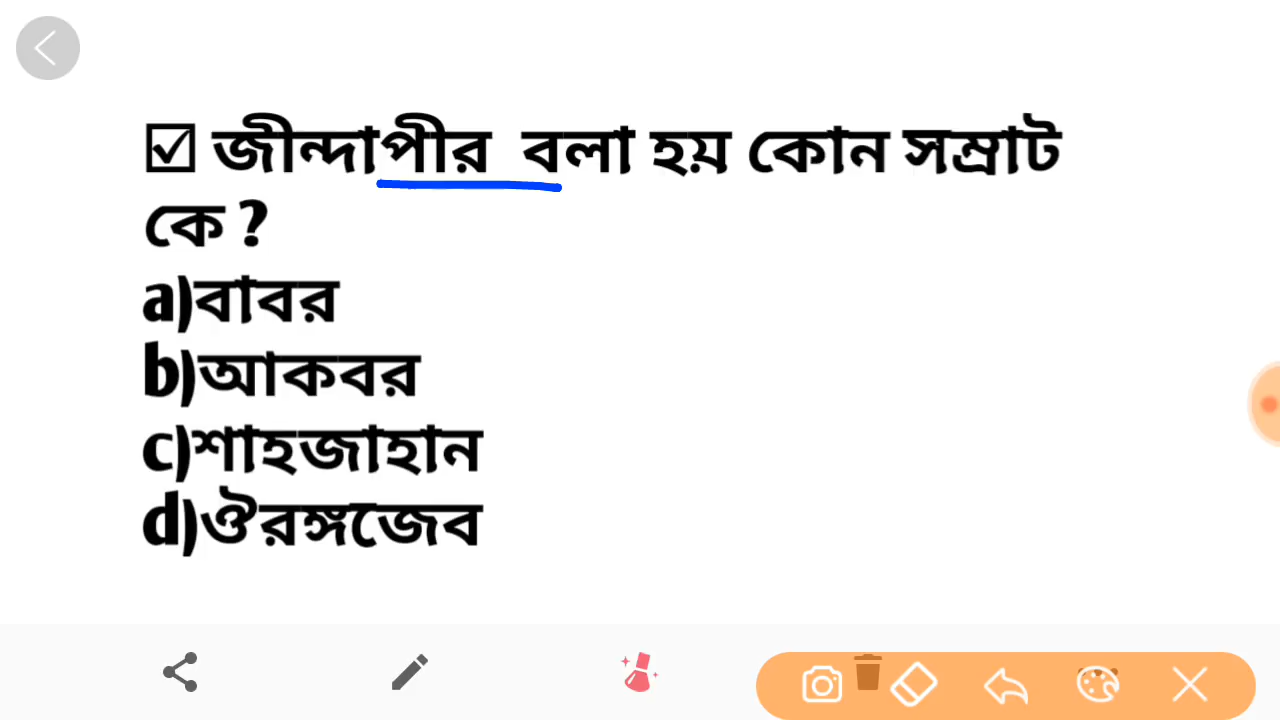 ☑ জীন্দাপীর বলা হয় কোন সম্রাট
কে ?
a)বাবর
b)আকবর
c)শাহজাহান
d)ঔরঙ্গজেব